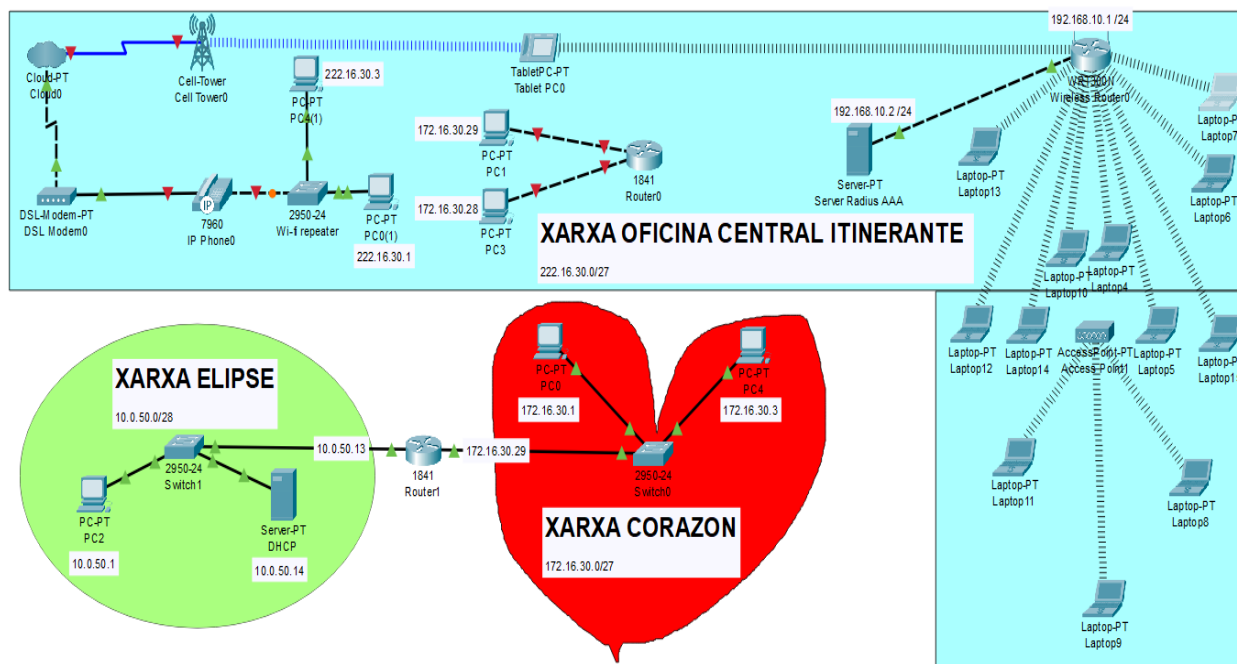 192.168.10.1 /24
Cloud-PT
Cloud0
Cell-Tower
Cell Tower0
222.16.30.3
PC-PT
PC4(1)
TabletPC-PT
Tablet PC0
Wireless Router0
192.168.10.2 /24
Server-PT
Server Radius AAA
Laptop-PT
Laptop13
Laptop-PT
Laptop7
Laptop-PT
Laptop6
172.16.30.29
PC-PT
PC1
172.16.30.28
PC-PT
PC3
1841
Router0
DSL-Modem-PT
DSL Modem0
IP
7960
IP Phone0
2950-24
Wi-fi repeater
PC-PT
PC0(1)
222.16.30.1
XARXA OFICINA CENTRAL ITINERANTE
222.16.30.0/27
Laptop-PT
Laptop10
Laptop-PT
Laptop4
Laptop-PT
Laptop12
Laptop-PT
Laptop14
AccessPoint-PT
Access Point1
Laptop-PT
Laptop5
Laptop-PT
Laptop-PT
Laptop11
Laptop-PT
Laptop8
Laptop-PT
Laptop9
XARXA ELIPSE
10.0.50.0/28
2950-24
Switch1
PC-PT
PC2
10.0.50.1
Server-PT
DHCP
10.0.50.14
10.0.50.13
1841
Router1
172.16.30.29
PC-PT
PC0
172.16.30.1
PC-PT
PC4
172.16.30.3
2950-24
Switch0
XARXA CORAZON
172.16.30.0/27